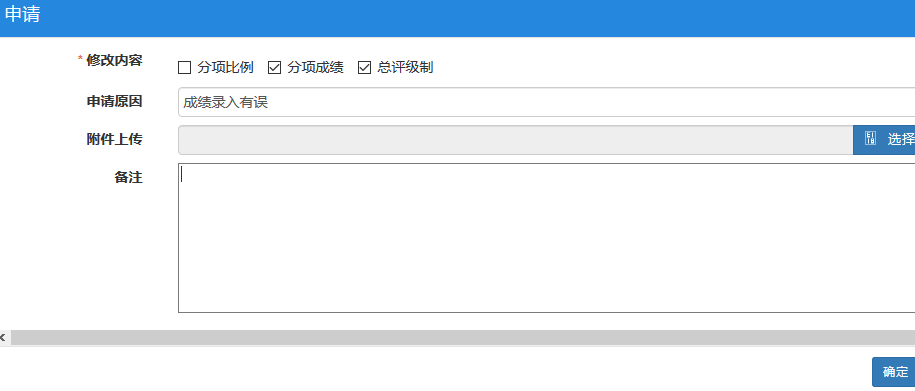 申请
* 修改内容 分项比例 分项成绩 总评级制
申请原因 成绩录入有误
附件上传 选择
备注
确定